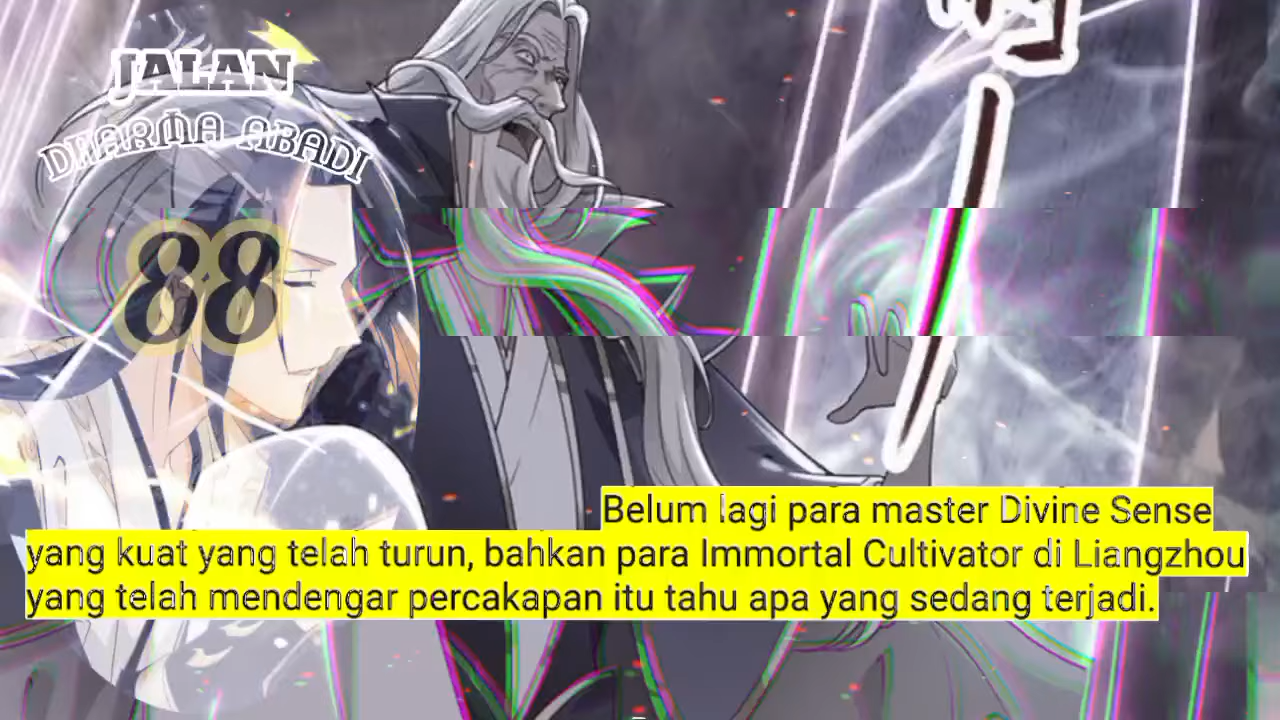 JALAN
DHARMA ABADI
88
Belum lagi para master Divine Sense
yang kuat yang telah turun, bahkan para Immortal Cultivator di Liangzhou
yang telah mendengar percakapan itu tahu apa yang sedang terjadi.